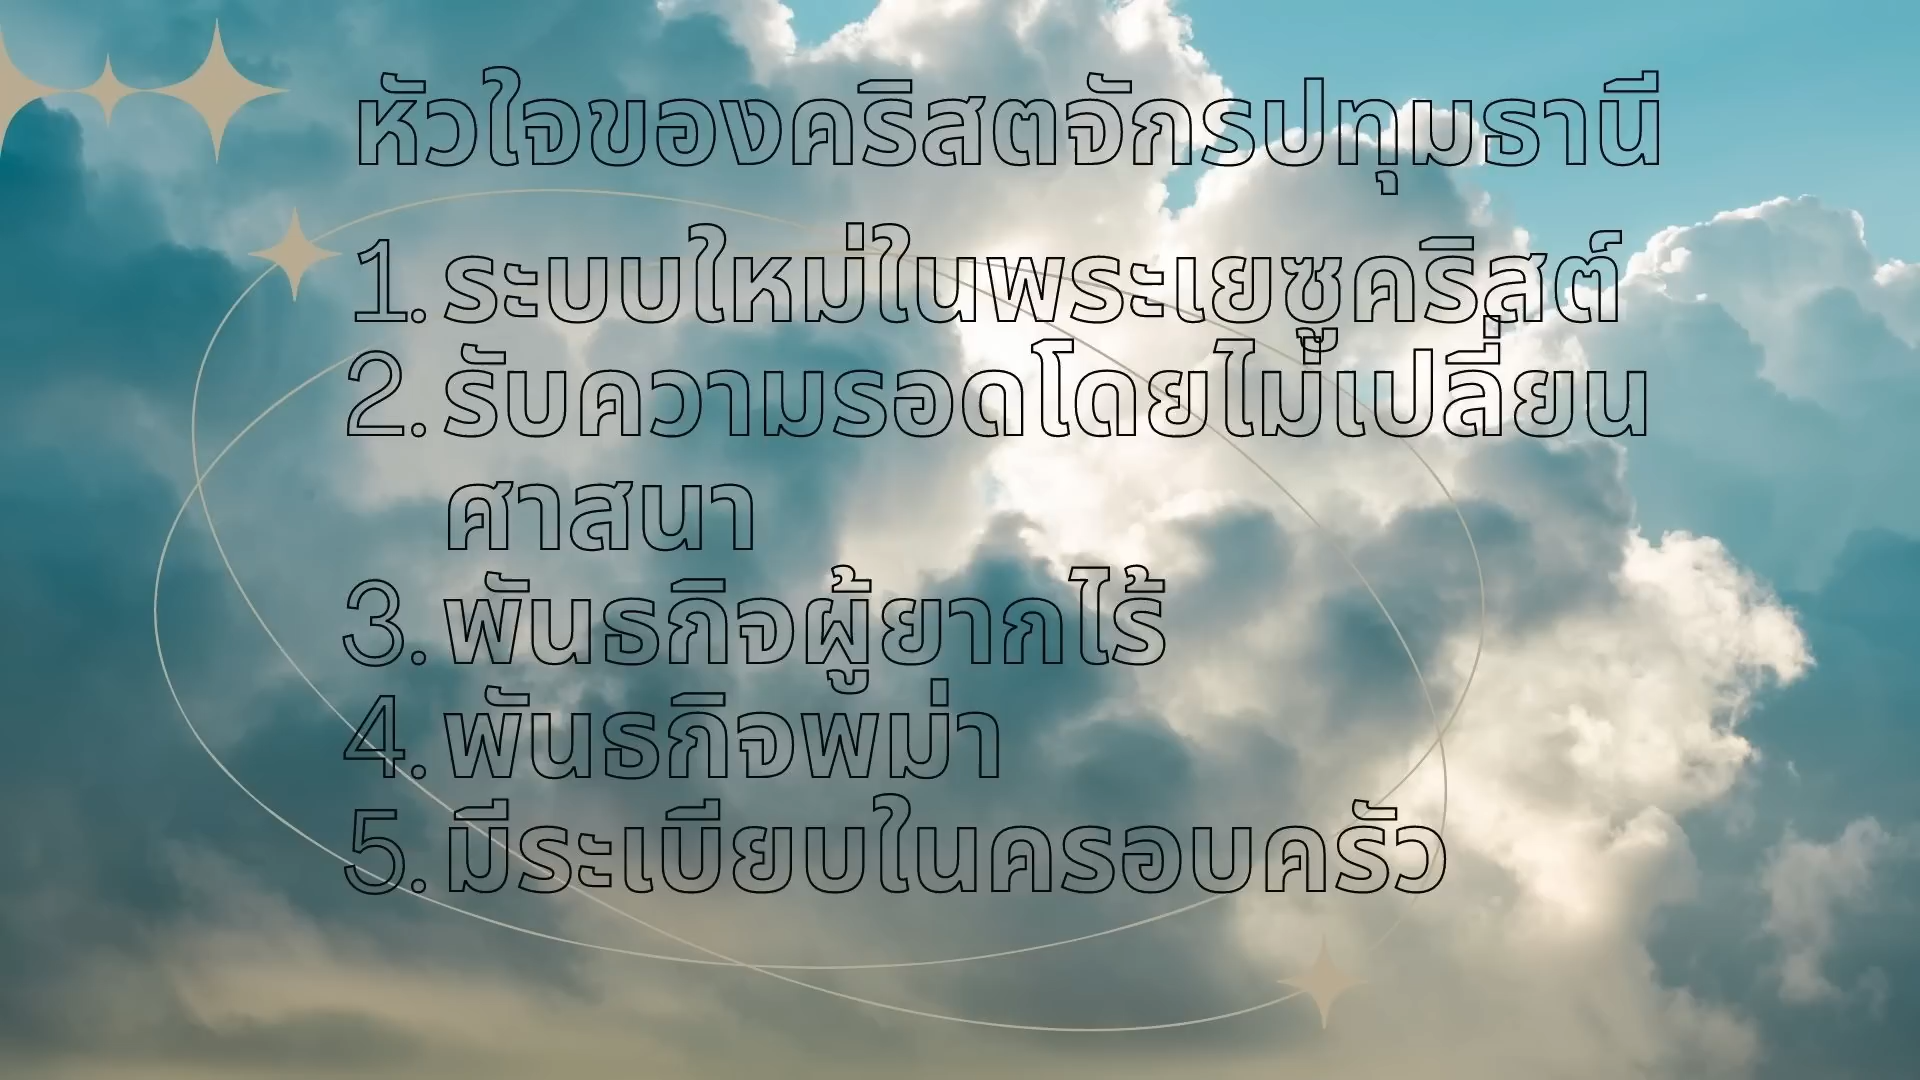 หัวใจของคริสตจักรปทุมธานี
1. ระบบใหม่ในพระเยซูคริสต์
2. รับความรอดโดยไม่เปลี่ยน
ศาสนา
3. พันธกิจผู้ยากไร้
4. พันธกิจพม่า
5. มีระเบียบในครอบครัว